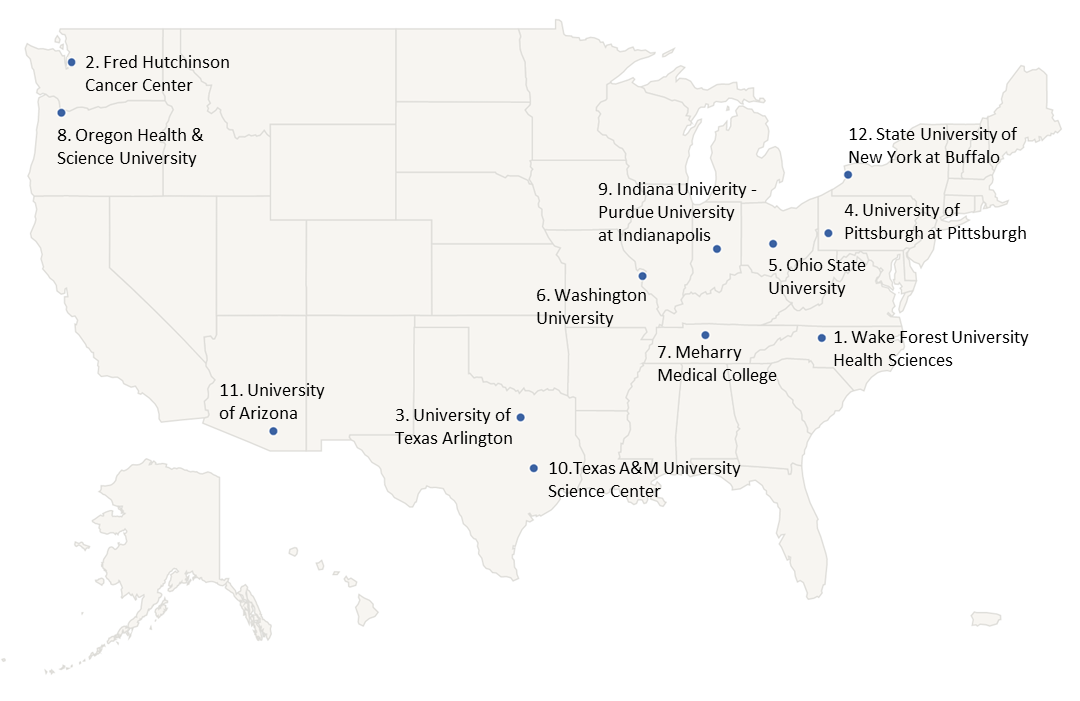 2. Fred Hutchinson
Cancer Center
8. Oregon Health &
Science University
12. State University of
New York at Buffalo
9. Indiana Univerity -
Purdue University
at Indianapolis
4. University of
Pittsburgh at Pittsburgh
5. Ohio State
University
6. Washington
University
1. Wake Forest University
Health Sciences
7. Meharry
Medical College
11. University
of Arizona
3. University of
Texas Arlington
10.Texas A&M University
Science Center